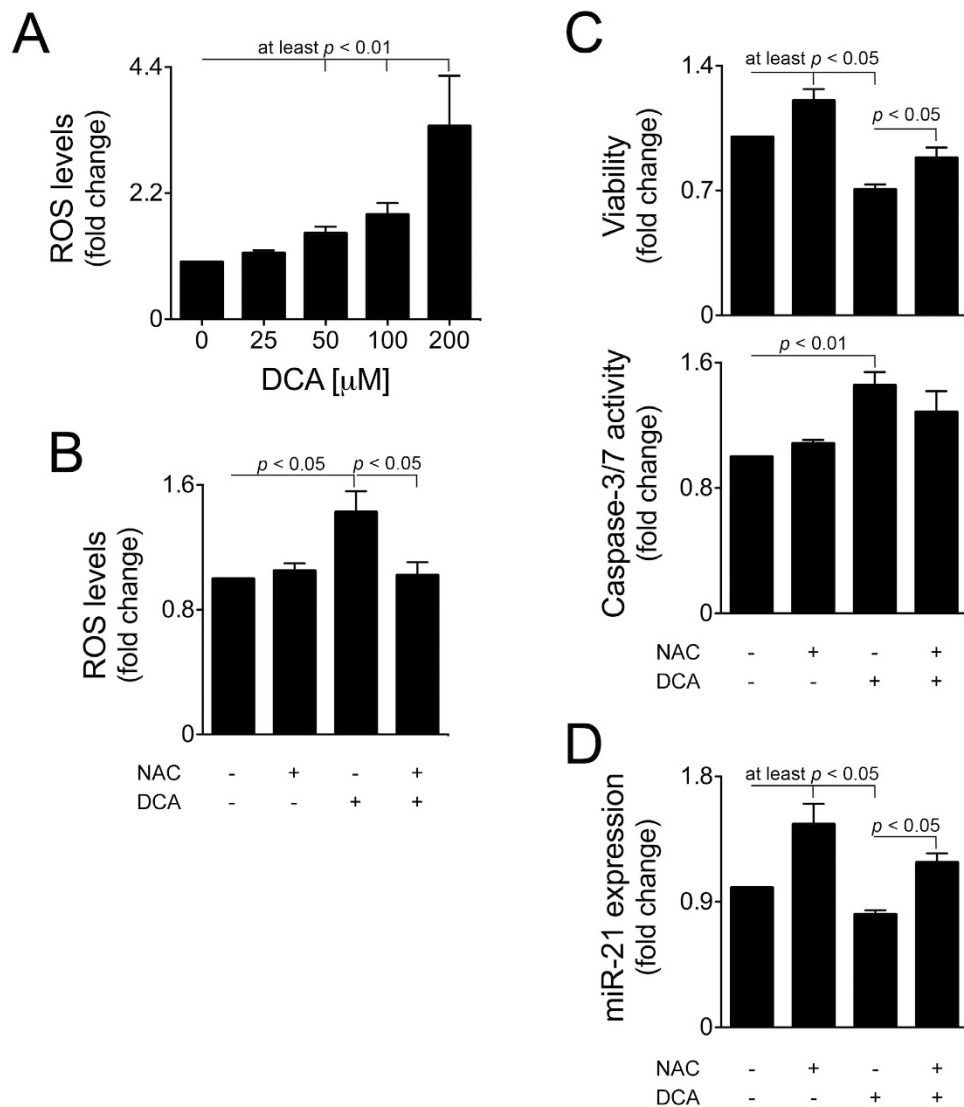 A
at least p < 0.01
ROS levels
(fold change)
4.4
2.2
0
0 25 50 100 200
DCA [μM]
B
p < 0.05 p < 0.05
ROS levels
(fold change)
1.6
0.8
0
NAC - + - +
DCA - - + +
C
at least p < 0.05
p < 0.05
Viability
(fold change)
1.4
0.7
0
p < 0.01
Caspase-3/7 activity
(fold change)
1.6
0.8
0
NAC - + - +
DCA - - + +
D
at least p < 0.05
p < 0.05
miR-21 expression
(fold change)
1.8
0.9
0
NAC - + - +
DCA - - + +